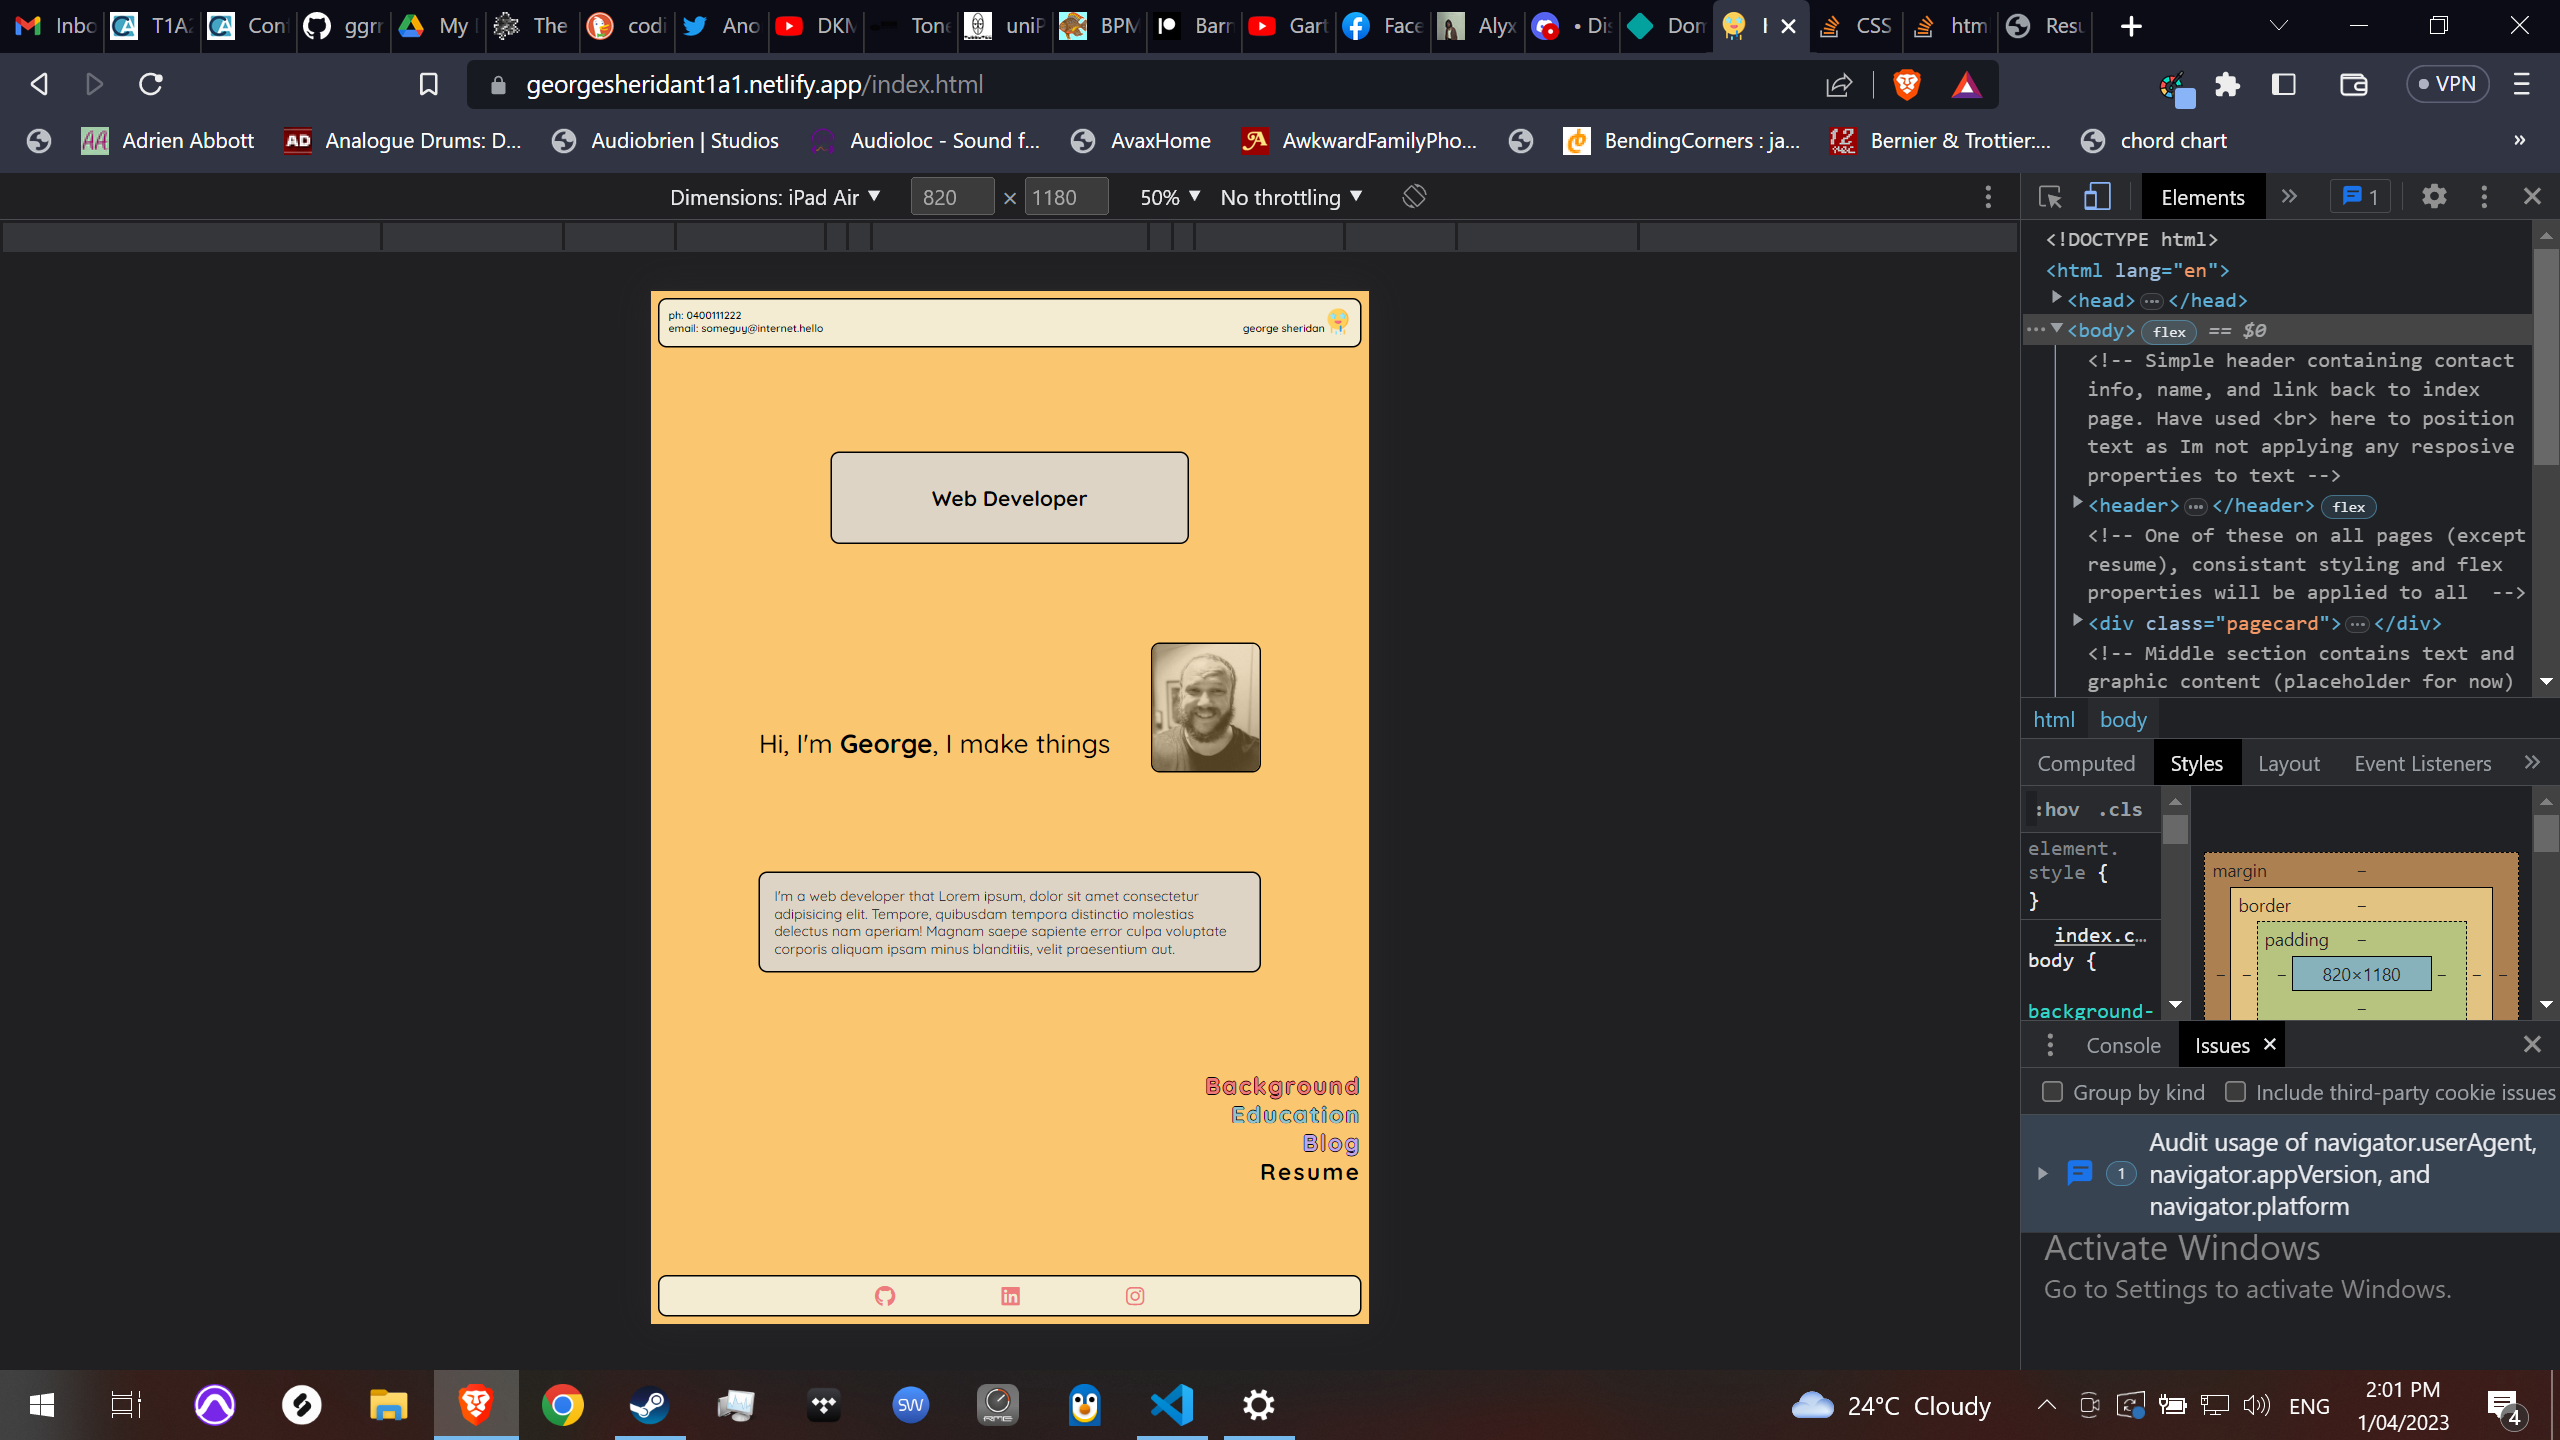 Inbo
T1A2
Con
ggrr
My
The
codi
Ano
DKM
Tone
uniP
BPM
Barr
Gart
Face
Alyx
• Dis
Don
CSS
htm
Resu
georgesheridant1a1.netlify.app/index.html
VPN
Adrien Abbott
Analogue Drums: D...
Audiobrien | Studios
Audioloc - Sound f...
AvaxHome
AwkwardFamilyPho...
BendingCorners : ja...
Bernier & Trottier:...
chord chart
Dimensions: iPad Air
820 × 1180
50%
No throttling
Elements
1
<!DOCTYPE html>
<html lang="en">
<head> ... </head>
<body> flex == $0
<!-- Simple header containing contact
info, name, and link back to index
page. Have used <br> here to position
text as Im not applying any resposive
properties to text -->
<header> ... </header> flex
<!-- One of these on all pages (except
resume), consistant styling and flex
properties will be applied to all -->
<div class="pagecard"> ... </div>
<!-- Middle section contains text and
graphic content (placeholder for now)
html body
Computed Styles Layout Event Listeners
:hov .cls
element.
style {
}
index.c…
body {
background-
margin –
border –
padding –
820×1180
Console Issues
Group by kind
Include third-party cookie issues
1
Audit usage of navigator.userAgent,
navigator.appVersion, and
navigator.platform
Activate Windows
Go to Settings to activate Windows.
ph: 0400111222
email: someguy@internet.hello
george sheridan
Web Developer
Hi, I'm George, I make things
I'm a web developer that Lorem ipsum, dolor sit amet consectetur
adipisicing elit. Tempore, quibusdam tempora distinctio molestias
delectus nam aperiam! Magnam saepe sapiente error culpa voluptate
corporis aliquam ipsam minus blanditiis, velit praesentium aut.
Background
Education
Blog
Resume
SW
RME
24°C Cloudy
ENG
2:01 PM
1/04/2023
4